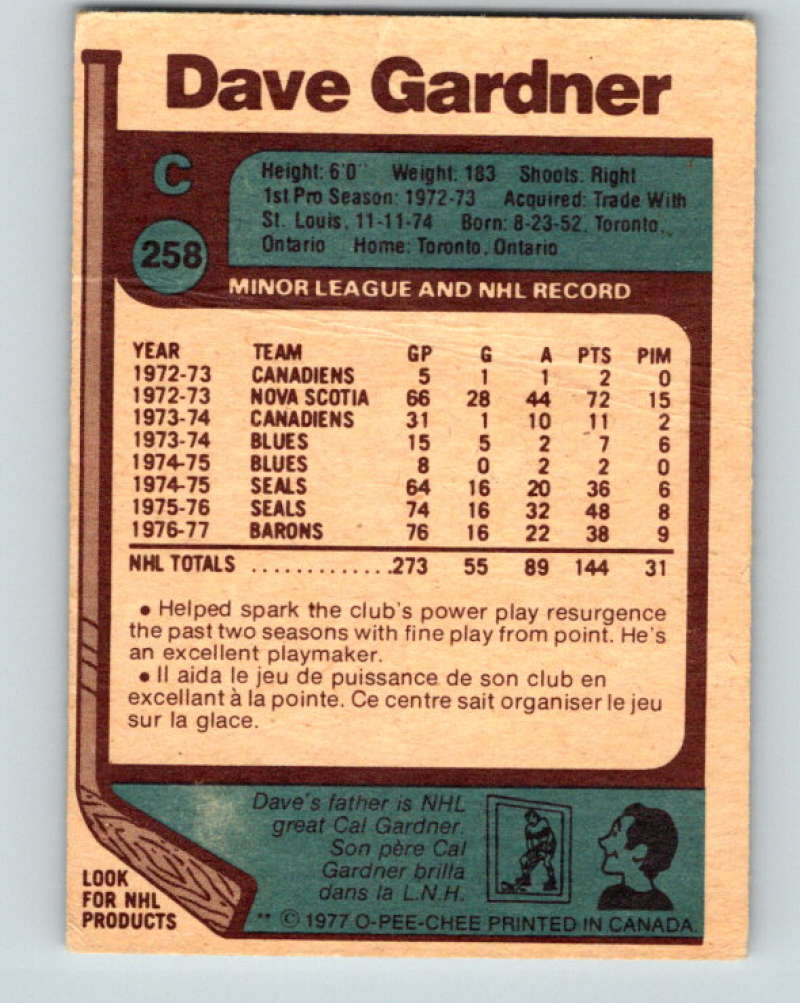 Dave Gardner
C
258
Height: 6'0" Weight: 183 Shoots: Right
1st Pro Season: 1972-73 Acquired: Trade With
St. Louis, 11-11-74 Born: 8-23-52, Toronto,
Ontario Home: Toronto, Ontario
MINOR LEAGUE AND NHL RECORD
YEAR TEAM GP G A PTS PIM
1972-73 CANADIENS 5 1 1 2 0
1972-73 NOVA SCOTIA 66 28 44 72 15
1973-74 CANADIENS 31 1 10 11 2
1973-74 BLUES 15 5 2 7 6
1974-75 BLUES 8 0 2 2 0
1974-75 SEALS 64 16 20 36 6
1975-76 SEALS 74 16 32 48 8
1976-77 BARONS 76 16 22 38 9
NHL TOTALS .............273 55 89 144 31
• Helped spark the club's power play resurgence
the past two seasons with fine play from point. He's
an excellent playmaker.
• Il aida le jeu de puissance de son club en
excellant à la pointe. Ce centre sait organiser le jeu
sur la glace.
Dave's father is NHL
great Cal Gardner.
Son père Cal
Gardner brilla
dans la L.N.H.
LOOK
FOR NHL
PRODUCTS
** © 1977 O-PEE-CHEE PRINTED IN CANADA.